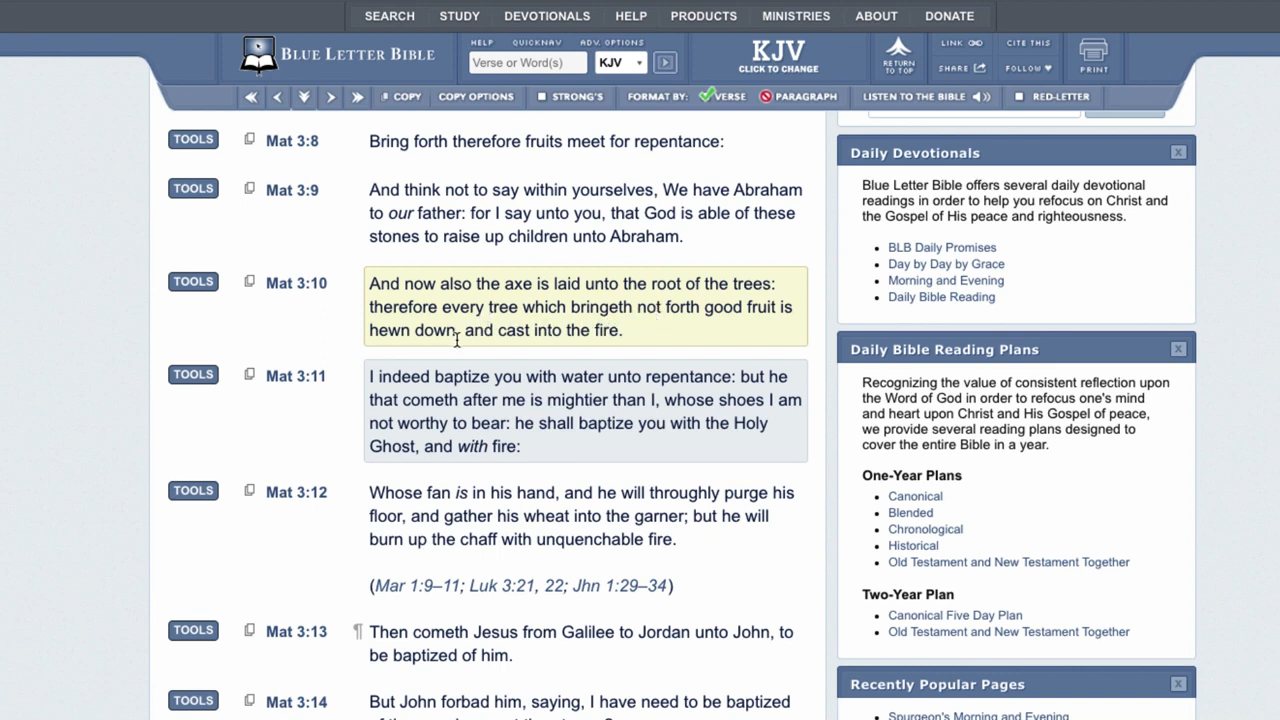 SEARCH STUDY DEVOTIONALS HELP PRODUCTS MINISTRIES ABOUT DONATE
BLUE LETTER BIBLE
HELP QUICKNAV ADV. OPTIONS
Verse or Word(s) KJV
KJV
CLICK TO CHANGE
RETURN
TO TOP
LINK CITE THIS
SHARE FOLLOW
PRINT
COPY COPY OPTIONS STRONG'S FORMAT BY: VERSE PARAGRAPH LISTEN TO THE BIBLE RED-LETTER
TOOLS Mat 3:8 Bring forth therefore fruits meet for repentance:
TOOLS Mat 3:9 And think not to say within yourselves, We have Abraham
to our father: for I say unto you, that God is able of these
stones to raise up children unto Abraham.
TOOLS Mat 3:10 And now also the axe is laid unto the root of the trees:
therefore every tree which bringeth not forth good fruit is
hewn down, and cast into the fire.
TOOLS Mat 3:11 I indeed baptize you with water unto repentance: but he
that cometh after me is mightier than I, whose shoes I am
not worthy to bear: he shall baptize you with the Holy
Ghost, and with fire:
TOOLS Mat 3:12 Whose fan is in his hand, and he will throughly purge his
floor, and gather his wheat into the garner; but he will
burn up the chaff with unquenchable fire.
(Mar 1:9–11; Luk 3:21, 22; Jhn 1:29–34)
TOOLS Mat 3:13 ¶ Then cometh Jesus from Galilee to Jordan unto John, to
be baptized of him.
TOOLS Mat 3:14 But John forbad him, saying, I have need to be baptized
Daily Devotionals
Blue Letter Bible offers several daily devotional
readings in order to help you refocus on Christ and
the Gospel of His peace and righteousness.
• BLB Daily Promises
• Day by Day by Grace
• Morning and Evening
• Daily Bible Reading
Daily Bible Reading Plans
Recognizing the value of consistent reflection upon
the Word of God in order to refocus one's mind
and heart upon Christ and His Gospel of peace,
we provide several reading plans designed to
cover the entire Bible in a year.
One-Year Plans
• Canonical
• Blended
• Chronological
• Historical
• Old Testament and New Testament Together
Two-Year Plan
• Canonical Five Day Plan
• Old Testament and New Testament Together
Recently Popular Pages
• Spurgeon's Morning and Evening